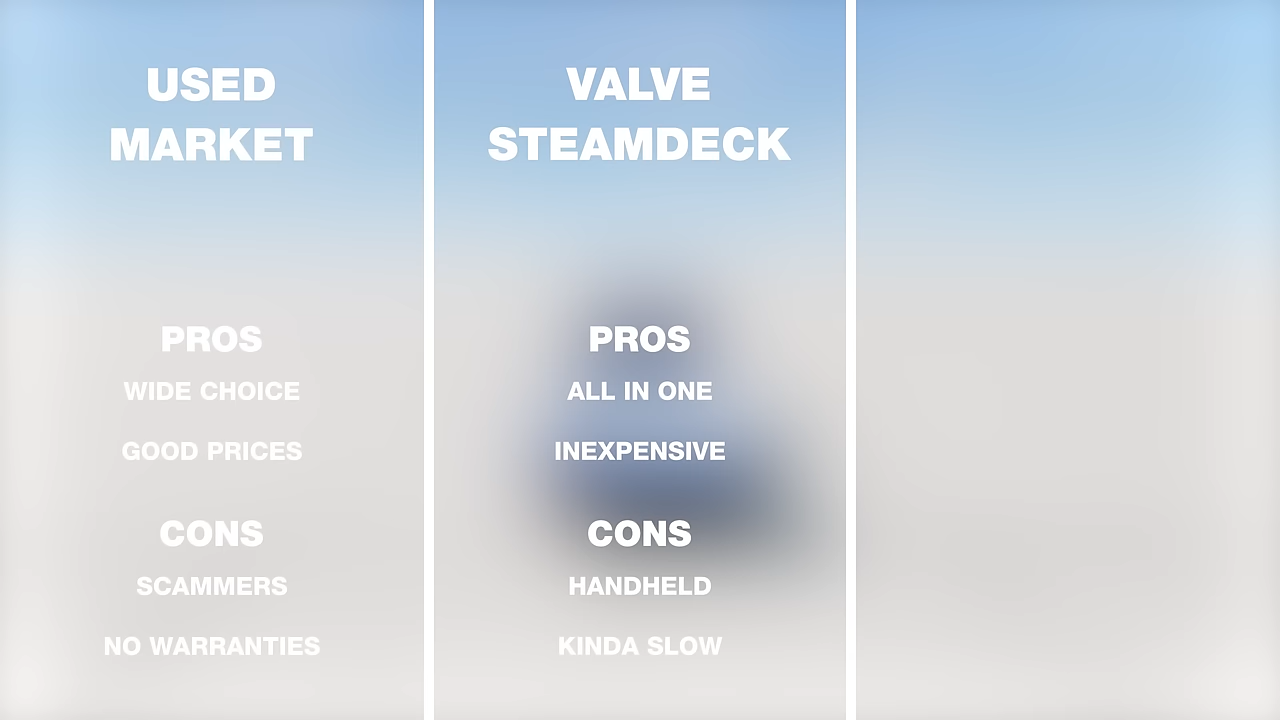 USED
MARKET
PROS
WIDE CHOICE
GOOD PRICES
CONS
SCAMMERS
NO WARRANTIES
VALVE
STEAMDECK
PROS
ALL IN ONE
INEXPENSIVE
CONS
HANDHELD
KINDA SLOW